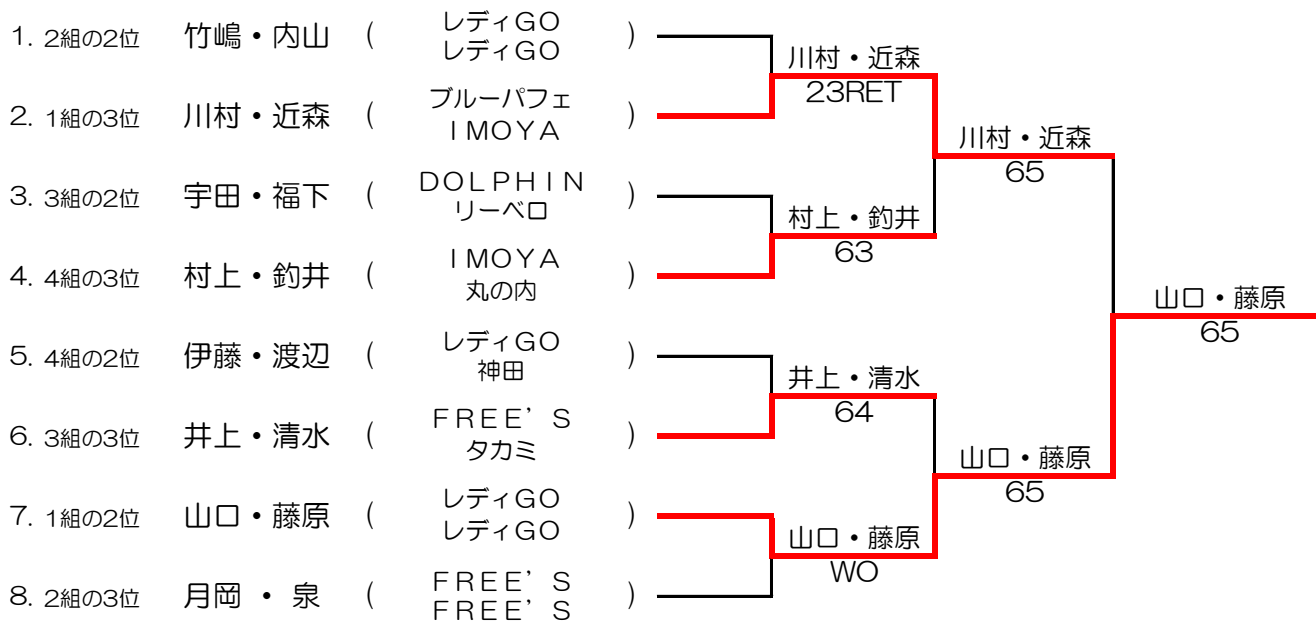 1. 2組の2位 竹嶋・内山 ( レディGO レディGO )
川村・近森
23RET
2. 1組の3位 川村・近森 ( ブルーパフェ IMOYA )
川村・近森
65
3. 3組の2位 宇田・福下 ( DOLPHIN リーベロ )
村上・釣井
63
4. 4組の3位 村上・釣井 ( IMOYA 丸の内 )
山口・藤原
65
5. 4組の2位 伊藤・渡辺 ( レディGO 神田 )
井上・清水
64
6. 3組の3位 井上・清水 ( FREE'S タカミ )
山口・藤原
65
7. 1組の2位 山口・藤原 ( レディGO レディGO )
山口・藤原
WO
8. 2組の3位 月岡・泉 ( FREE'S FREE'S )